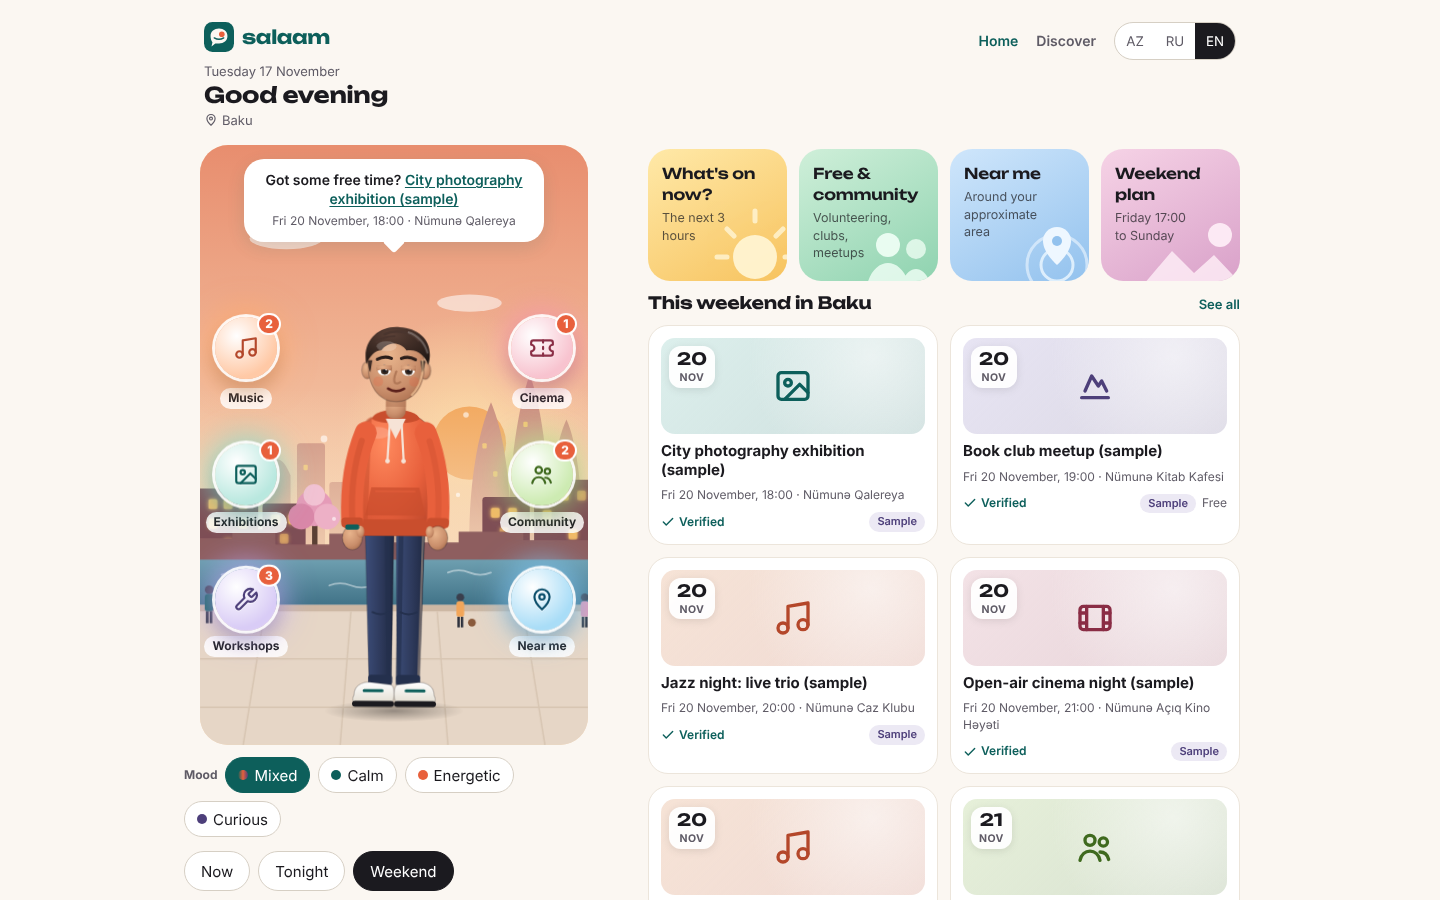 salaam
Home
Discover
AZ
RU
EN
Tuesday 17 November
Good evening
Baku
Got some free time? City photography
exhibition (sample)
Fri 20 November, 18:00 · Nümunə Qalereya
2
Music
1
Cinema
1
Exhibitions
2
Community
3
Workshops
Near me
Mood
Mixed
Calm
Energetic
Curious
Now
Tonight
Weekend
What's on
now?
The next 3
hours
Free &
community
Volunteering,
clubs,
meetups
Near me
Around your
approximate
area
Weekend
plan
Friday 17:00
to Sunday
This weekend in Baku
See all
20
NOV
City photography exhibition
(sample)
Fri 20 November, 18:00 · Nümunə Qalereya
Verified
Sample
20
NOV
Book club meetup (sample)
Fri 20 November, 19:00 · Nümunə Kitab Kafesi
Verified
Sample
Free
20
NOV
Jazz night: live trio (sample)
Fri 20 November, 20:00 · Nümunə Caz Klubu
Verified
Sample
20
NOV
Open-air cinema night (sample)
Fri 20 November, 21:00 · Nümunə Açıq Kino
Həyəti
Verified
Sample
20
NOV
21
NOV